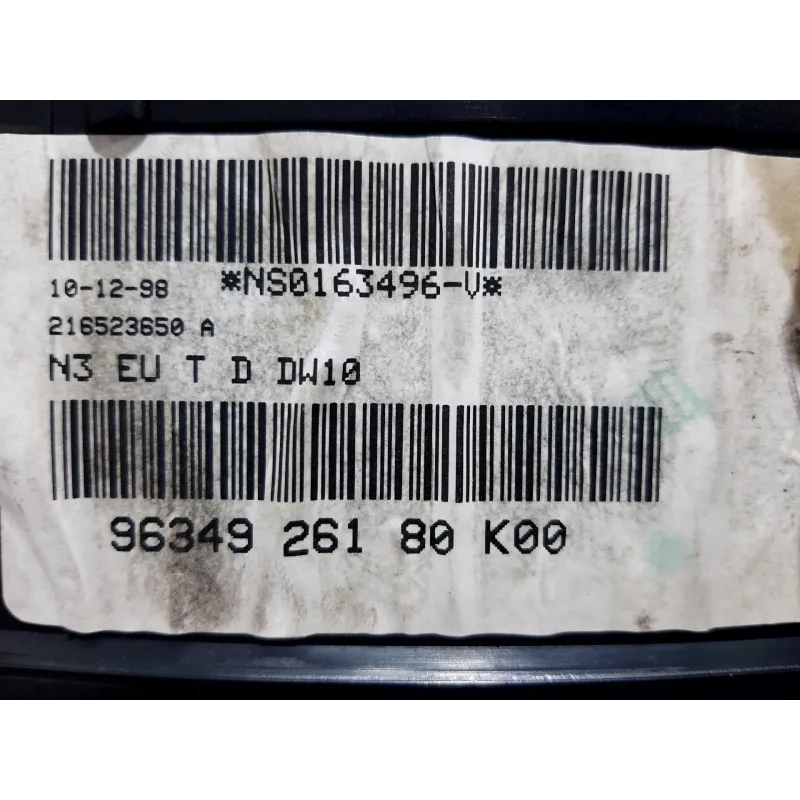 10-12-98 *NS0163496-V*
216523650 A
N3 EU T D DW10
96349 261 80 K00